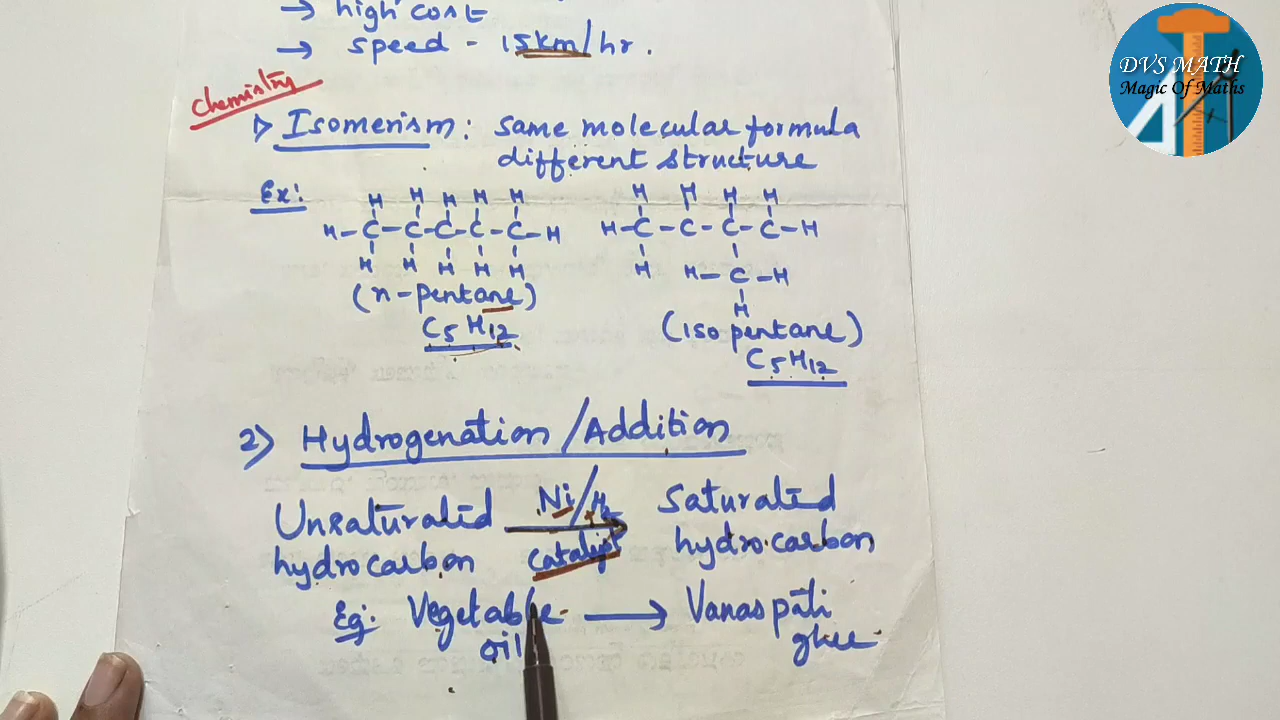 → high cost
→ speed - 15km/hr.
DVS MATH
Magic Of Maths
Chemistry
1) Isomerism: same molecular formula
different structure
Ex:
H H H H H
H-C-C-C-C-C-H
H H H H H
(n-pentane)
C5H12
H H H H
H-C-C-C-C-H
H H-C-H
H
(iso pentane)
C5H12
2) Hydrogenation/Addition
Unsaturated hydrocarbon Ni/H2 catalyst → Saturated hydrocarbon
Eg: Vegetable oil → Vanaspati ghee